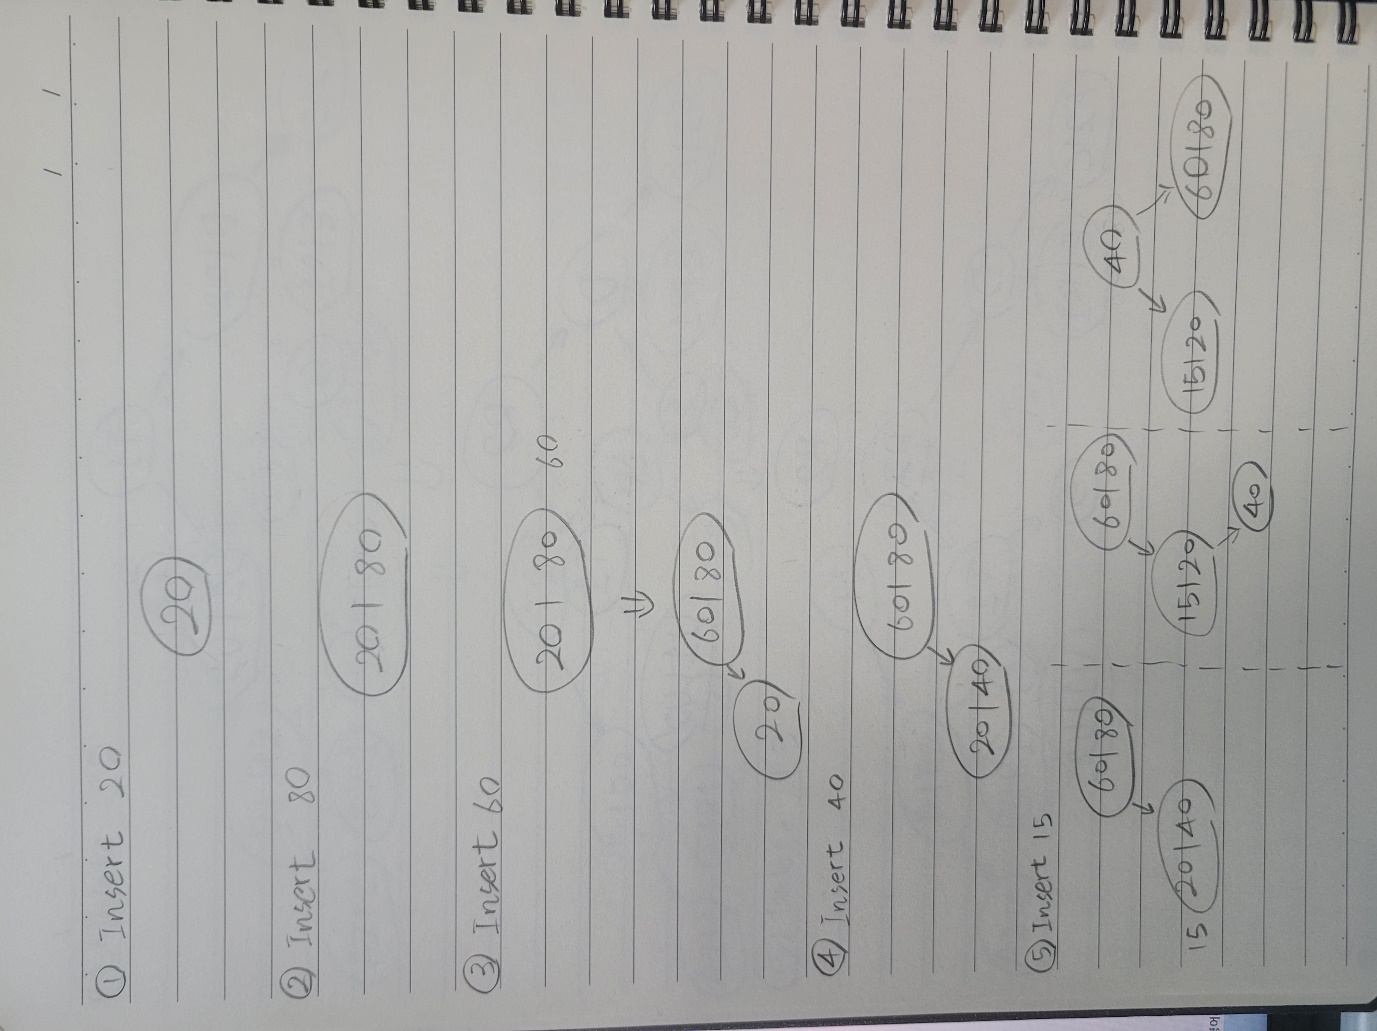 ① Insert 20
20
② Insert 80
20 | 80
③ Insert 60
20 | 80 60
⇓
60 | 80
20
④ Insert 40
60 | 80
20 | 40
⑤ Insert 15
60|80 60|80 40
15 20|40 15|20 15|20 60|80
40